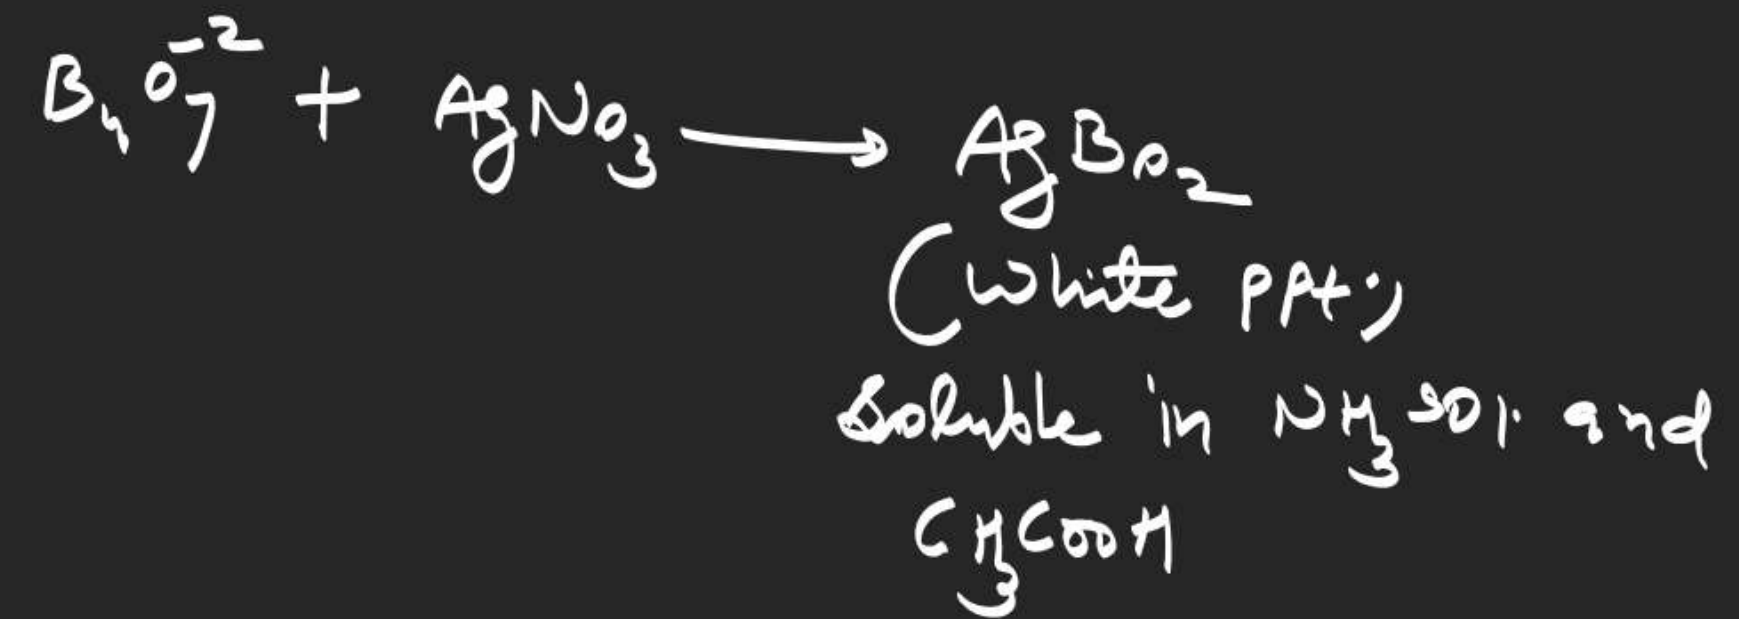 B₄O₇⁻² + AgNO₃ ⟶ AgBO₂
(White ppt;
soluble in NH₃ sol. and
CH₃COOH